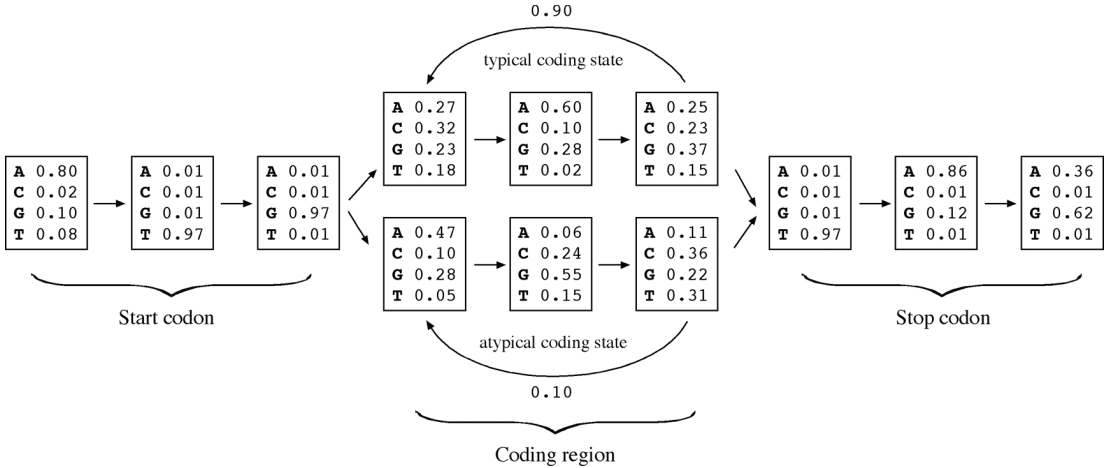 0.90
typical coding state
A 0.27
C 0.32
G 0.23
T 0.18
A 0.60
C 0.10
G 0.28
T 0.02
A 0.25
C 0.23
G 0.37
T 0.15
A 0.80
C 0.02
G 0.10
T 0.08
A 0.01
C 0.01
G 0.01
T 0.97
A 0.01
C 0.01
G 0.97
T 0.01
A 0.47
C 0.10
G 0.28
T 0.05
A 0.06
C 0.24
G 0.55
T 0.15
A 0.11
C 0.36
G 0.22
T 0.31
A 0.01
C 0.01
G 0.01
T 0.97
A 0.86
C 0.01
G 0.12
T 0.01
A 0.36
C 0.01
G 0.62
T 0.01
Start codon
atypical coding state
0.10
Coding region
Stop codon